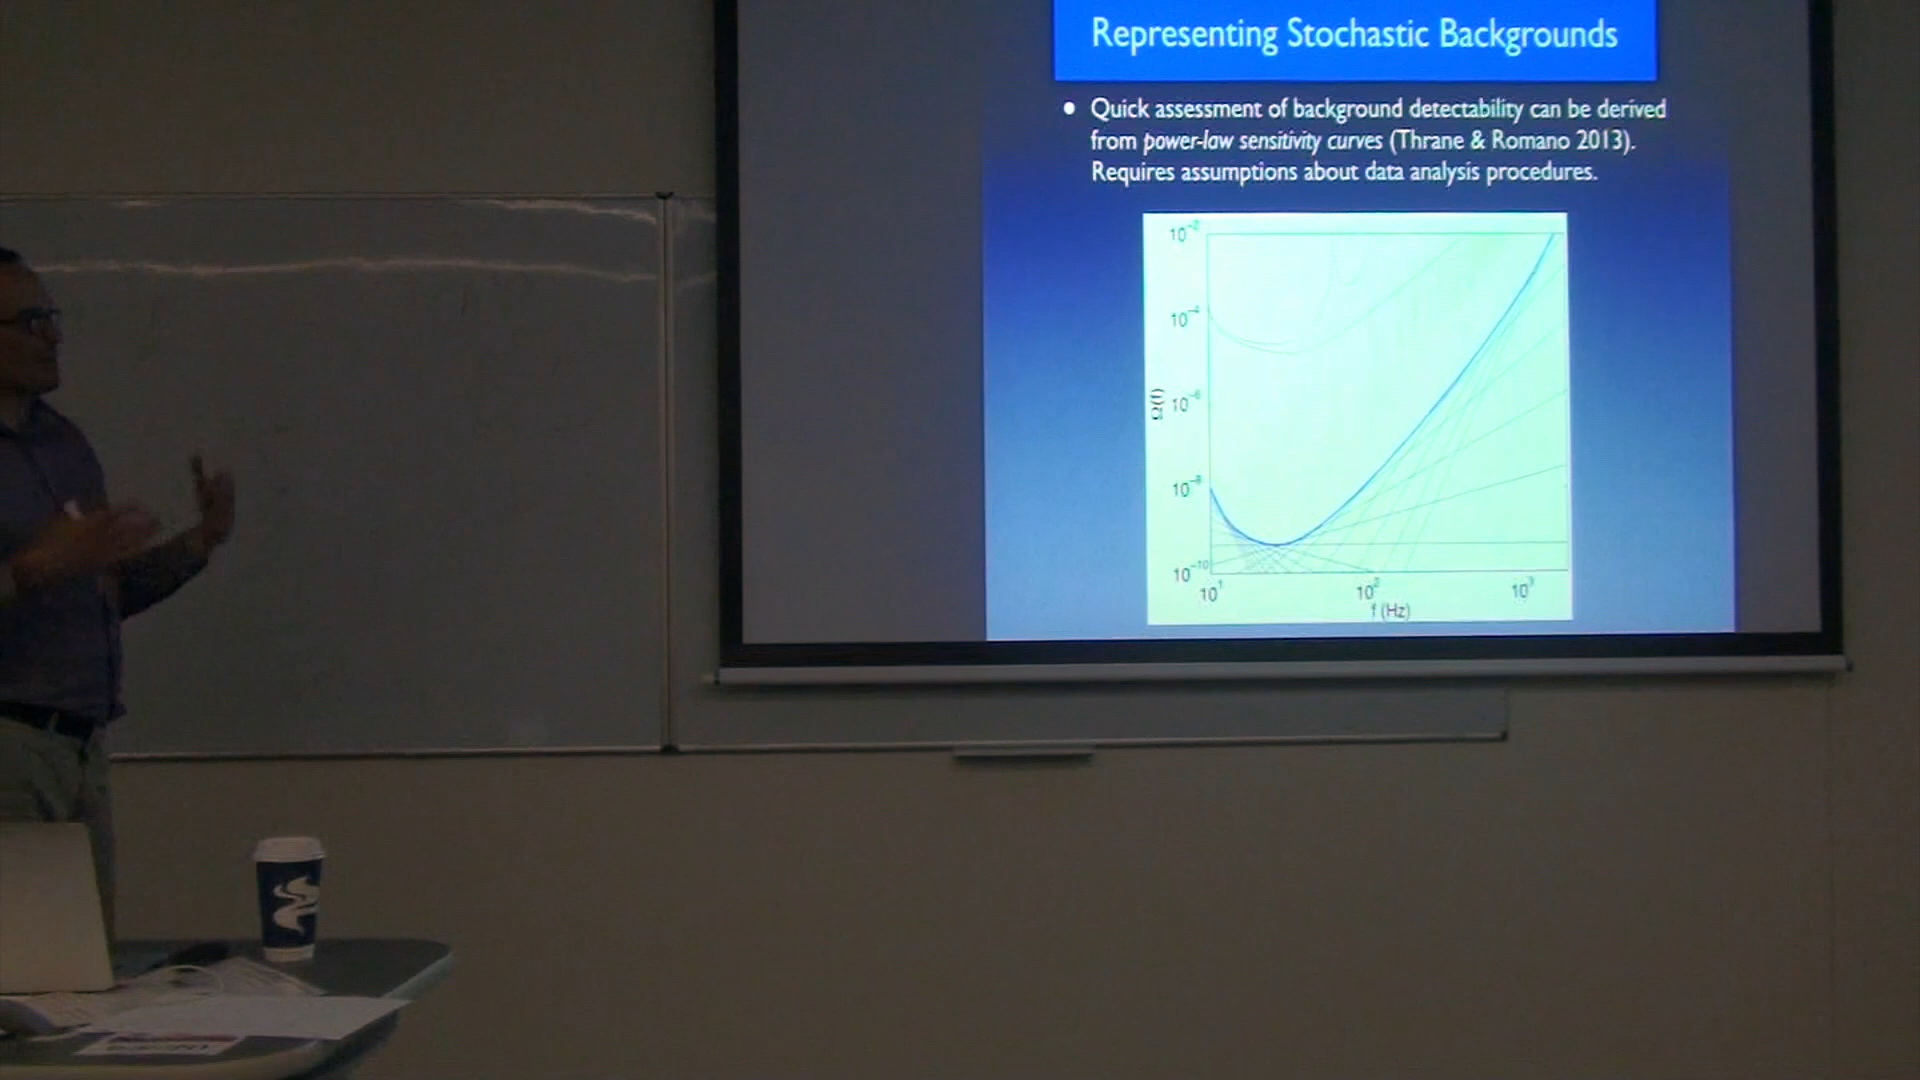 Representing Stochastic Backgrounds
• Quick assessment of background detectability can be derived
from power-law sensitivity curves (Thrane & Romano 2013).
Requires assumptions about data analysis procedures.
10⁻²
10⁻⁴
10⁻⁶
10⁻⁸
10⁻¹⁰
Ω(f)
10¹ 10² 10³
f (Hz)